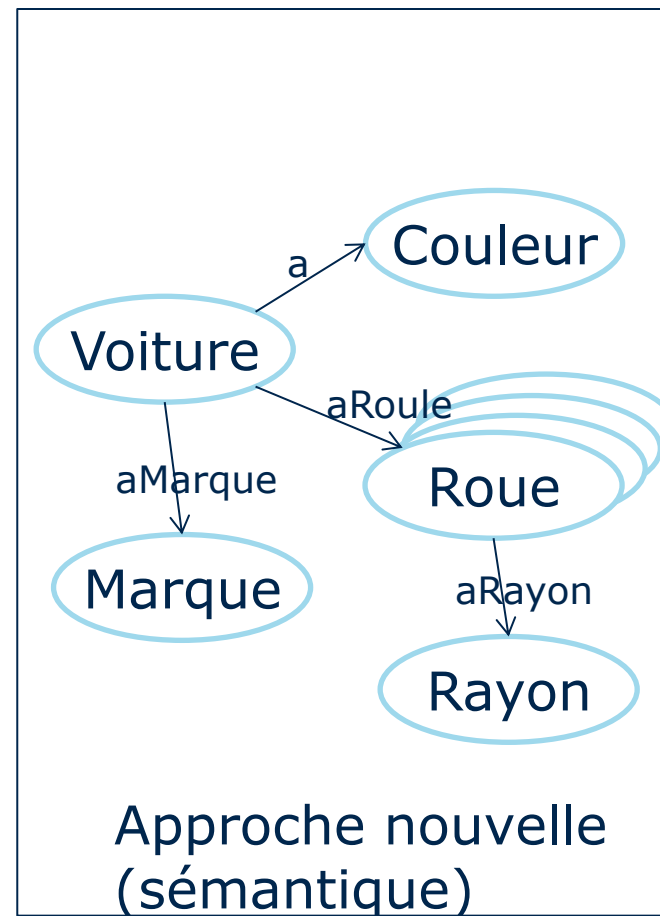 Couleur
a
Voiture
aRoule
aMarque
Roue
Marque
aRayon
Rayon
Approche nouvelle
(sémantique)